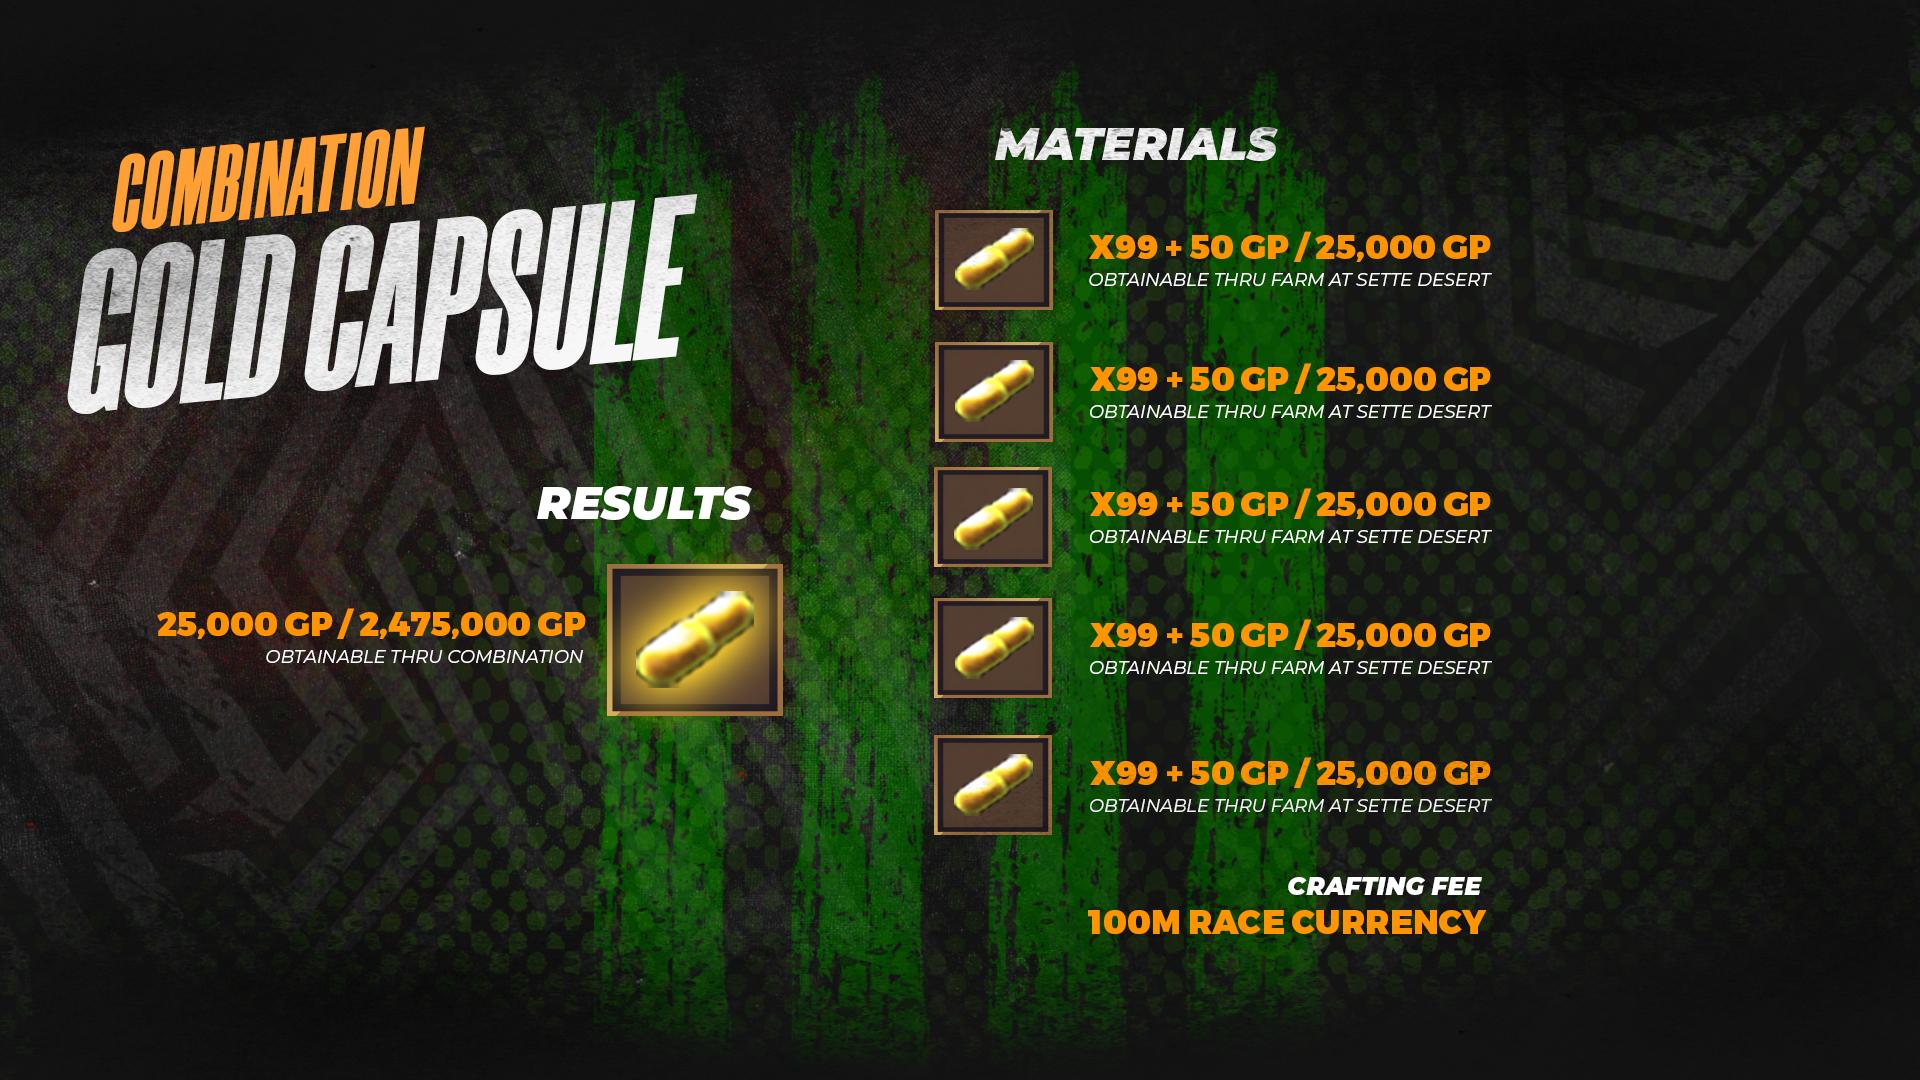 COMBINATION
GOLD CAPSULE
RESULTS
25,000 GP / 2,475,000 GP
OBTAINABLE THRU COMBINATION
MATERIALS
X99 + 50 GP / 25,000 GP
OBTAINABLE THRU FARM AT SETTE DESERT
X99 + 50 GP / 25,000 GP
OBTAINABLE THRU FARM AT SETTE DESERT
X99 + 50 GP / 25,000 GP
OBTAINABLE THRU FARM AT SETTE DESERT
X99 + 50 GP / 25,000 GP
OBTAINABLE THRU FARM AT SETTE DESERT
X99 + 50 GP / 25,000 GP
OBTAINABLE THRU FARM AT SETTE DESERT
CRAFTING FEE
100M RACE CURRENCY